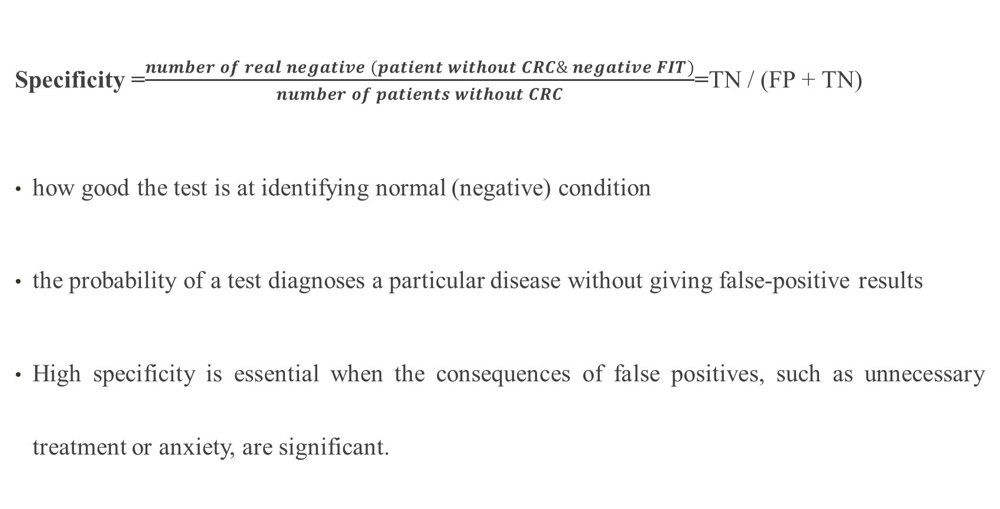 Specificity = number of real negative (patient without CRC& negative FIT) / number of patients without CRC =TN / (FP + TN)
• how good the test is at identifying normal (negative) condition
• the probability of a test diagnoses a particular disease without giving false-positive results
• High specificity is essential when the consequences of false positives, such as unnecessary
treatment or anxiety, are significant.